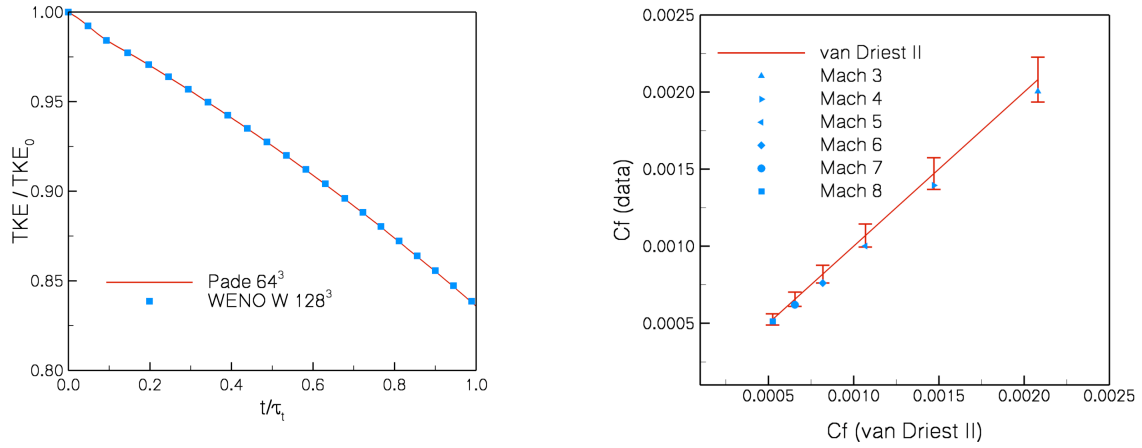 1.00
0.95
0.90
0.85
0.80
TKE / TKE₀
Pade 64³
WENO W 128³
0.0
0.2
0.4
0.6
0.8
1.0
t/τₜ
0.0025
0.0020
0.0015
0.0010
0.0005
Cf (data)
van Driest II
Mach 3
Mach 4
Mach 5
Mach 6
Mach 7
Mach 8
0.0005
0.0010
0.0015
0.0020
0.0025
Cf (van Driest II)